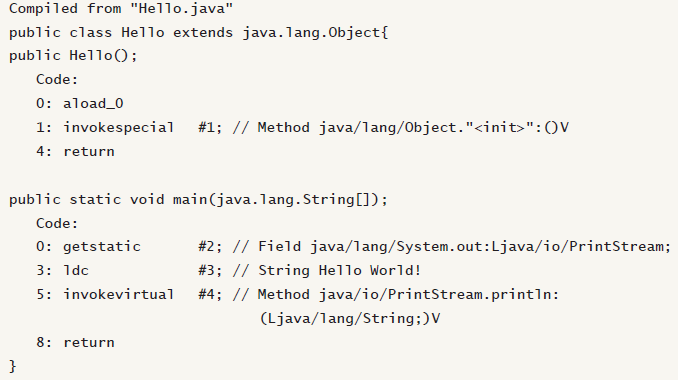 Compiled from "Hello.java"
public class Hello extends java.lang.Object{
public Hello();
   Code:
   0: aload_0
   1: invokespecial   #1; // Method java/lang/Object."<init>":()V
   4: return

public static void main(java.lang.String[]);
   Code:
   0: getstatic       #2; // Field java/lang/System.out:Ljava/io/PrintStream;
   3: ldc             #3; // String Hello World!
   5: invokevirtual   #4; // Method java/io/PrintStream.println:
                             (Ljava/lang/String;)V
   8: return
}